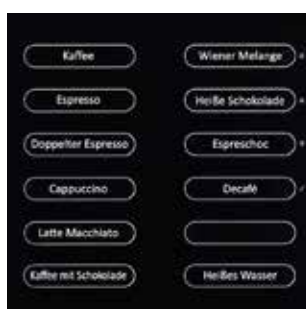 Kaffee
Espresso
Doppelter Espresso
Cappuccino
Latte Macchiato
Kaffee mit Schokolade
Wiener Melange
Heiße Schokolade
Espreschoc
Decafé
Heißes Wasser